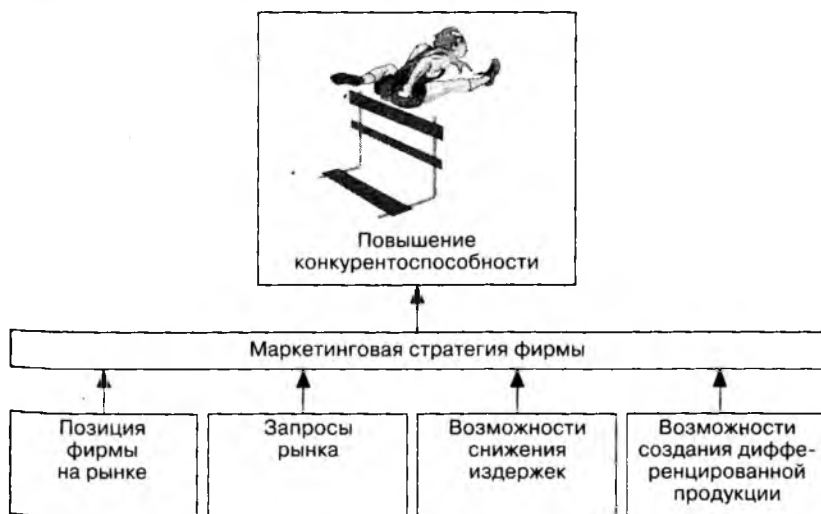 Повышение
конкурентоспособности
Маркетинговая стратегия фирмы
Позиция
фирмы
на рынке
Запросы
рынка
Возможности
снижения
издержек
Возможности
создания диффе-
ренцированной
продукции